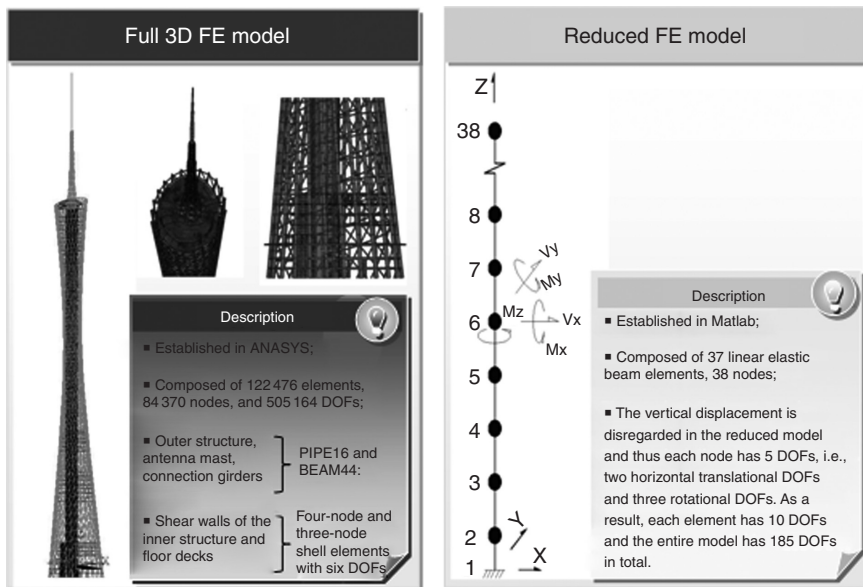 Full 3D FE model
Description
▪ Established in ANASYS;
▪ Composed of 122 476 elements,
84 370 nodes, and 505 164 DOFs;
▪ Outer structure,
antenna mast,
connection girders
PIPE16 and
BEAM44:
▪ Shear walls of the
inner structure and
floor decks
Four-node and
three-node
shell elements
with six DOFs
Reduced FE model
Z
38
8
7
Vy
My
6
Mz
Vx
Mx
5
4
3
2
Y
1
X
Description
▪ Established in Matlab;
▪ Composed of 37 linear elastic
beam elements, 38 nodes;
▪ The vertical displacement is
disregarded in the reduced model
and thus each node has 5 DOFs, i.e.,
two horizontal translational DOFs
and three rotational DOFs. As a
result, each element has 10 DOFs
and the entire model has 185 DOFs
in total.